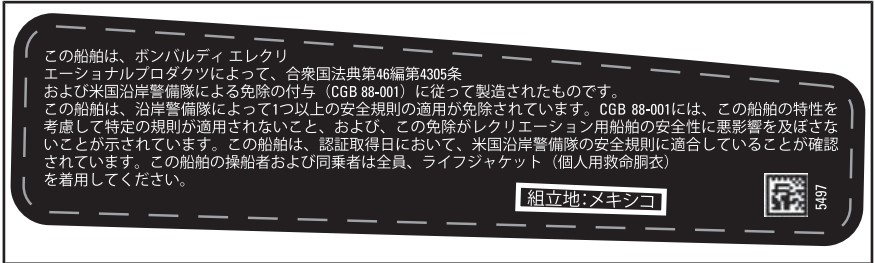 この船舶は、ボンバルディ エレクリ
エーショナルプロダクツによって、合衆国法典第46編第4305条
および米国沿岸警備隊による免除の付与（CGB 88-001）に従って製造されたものです。
この船舶は、沿岸警備隊によって1つ以上の安全規則の適用が免除されています。CGB 88-001には、この船舶の特性を
考慮して特定の規則が適用されないこと、および、この免除がレクリエーション用船舶の安全性に悪影響を及ぼさな
いことが示されています。この船舶は、認証取得日において、米国沿岸警備隊の安全規則に適合していることが確認
されています。この船舶の操船者および同乗者は全員、ライフジャケット（個人用救命胴衣）
を着用してください。
組立地：メキシコ
5497